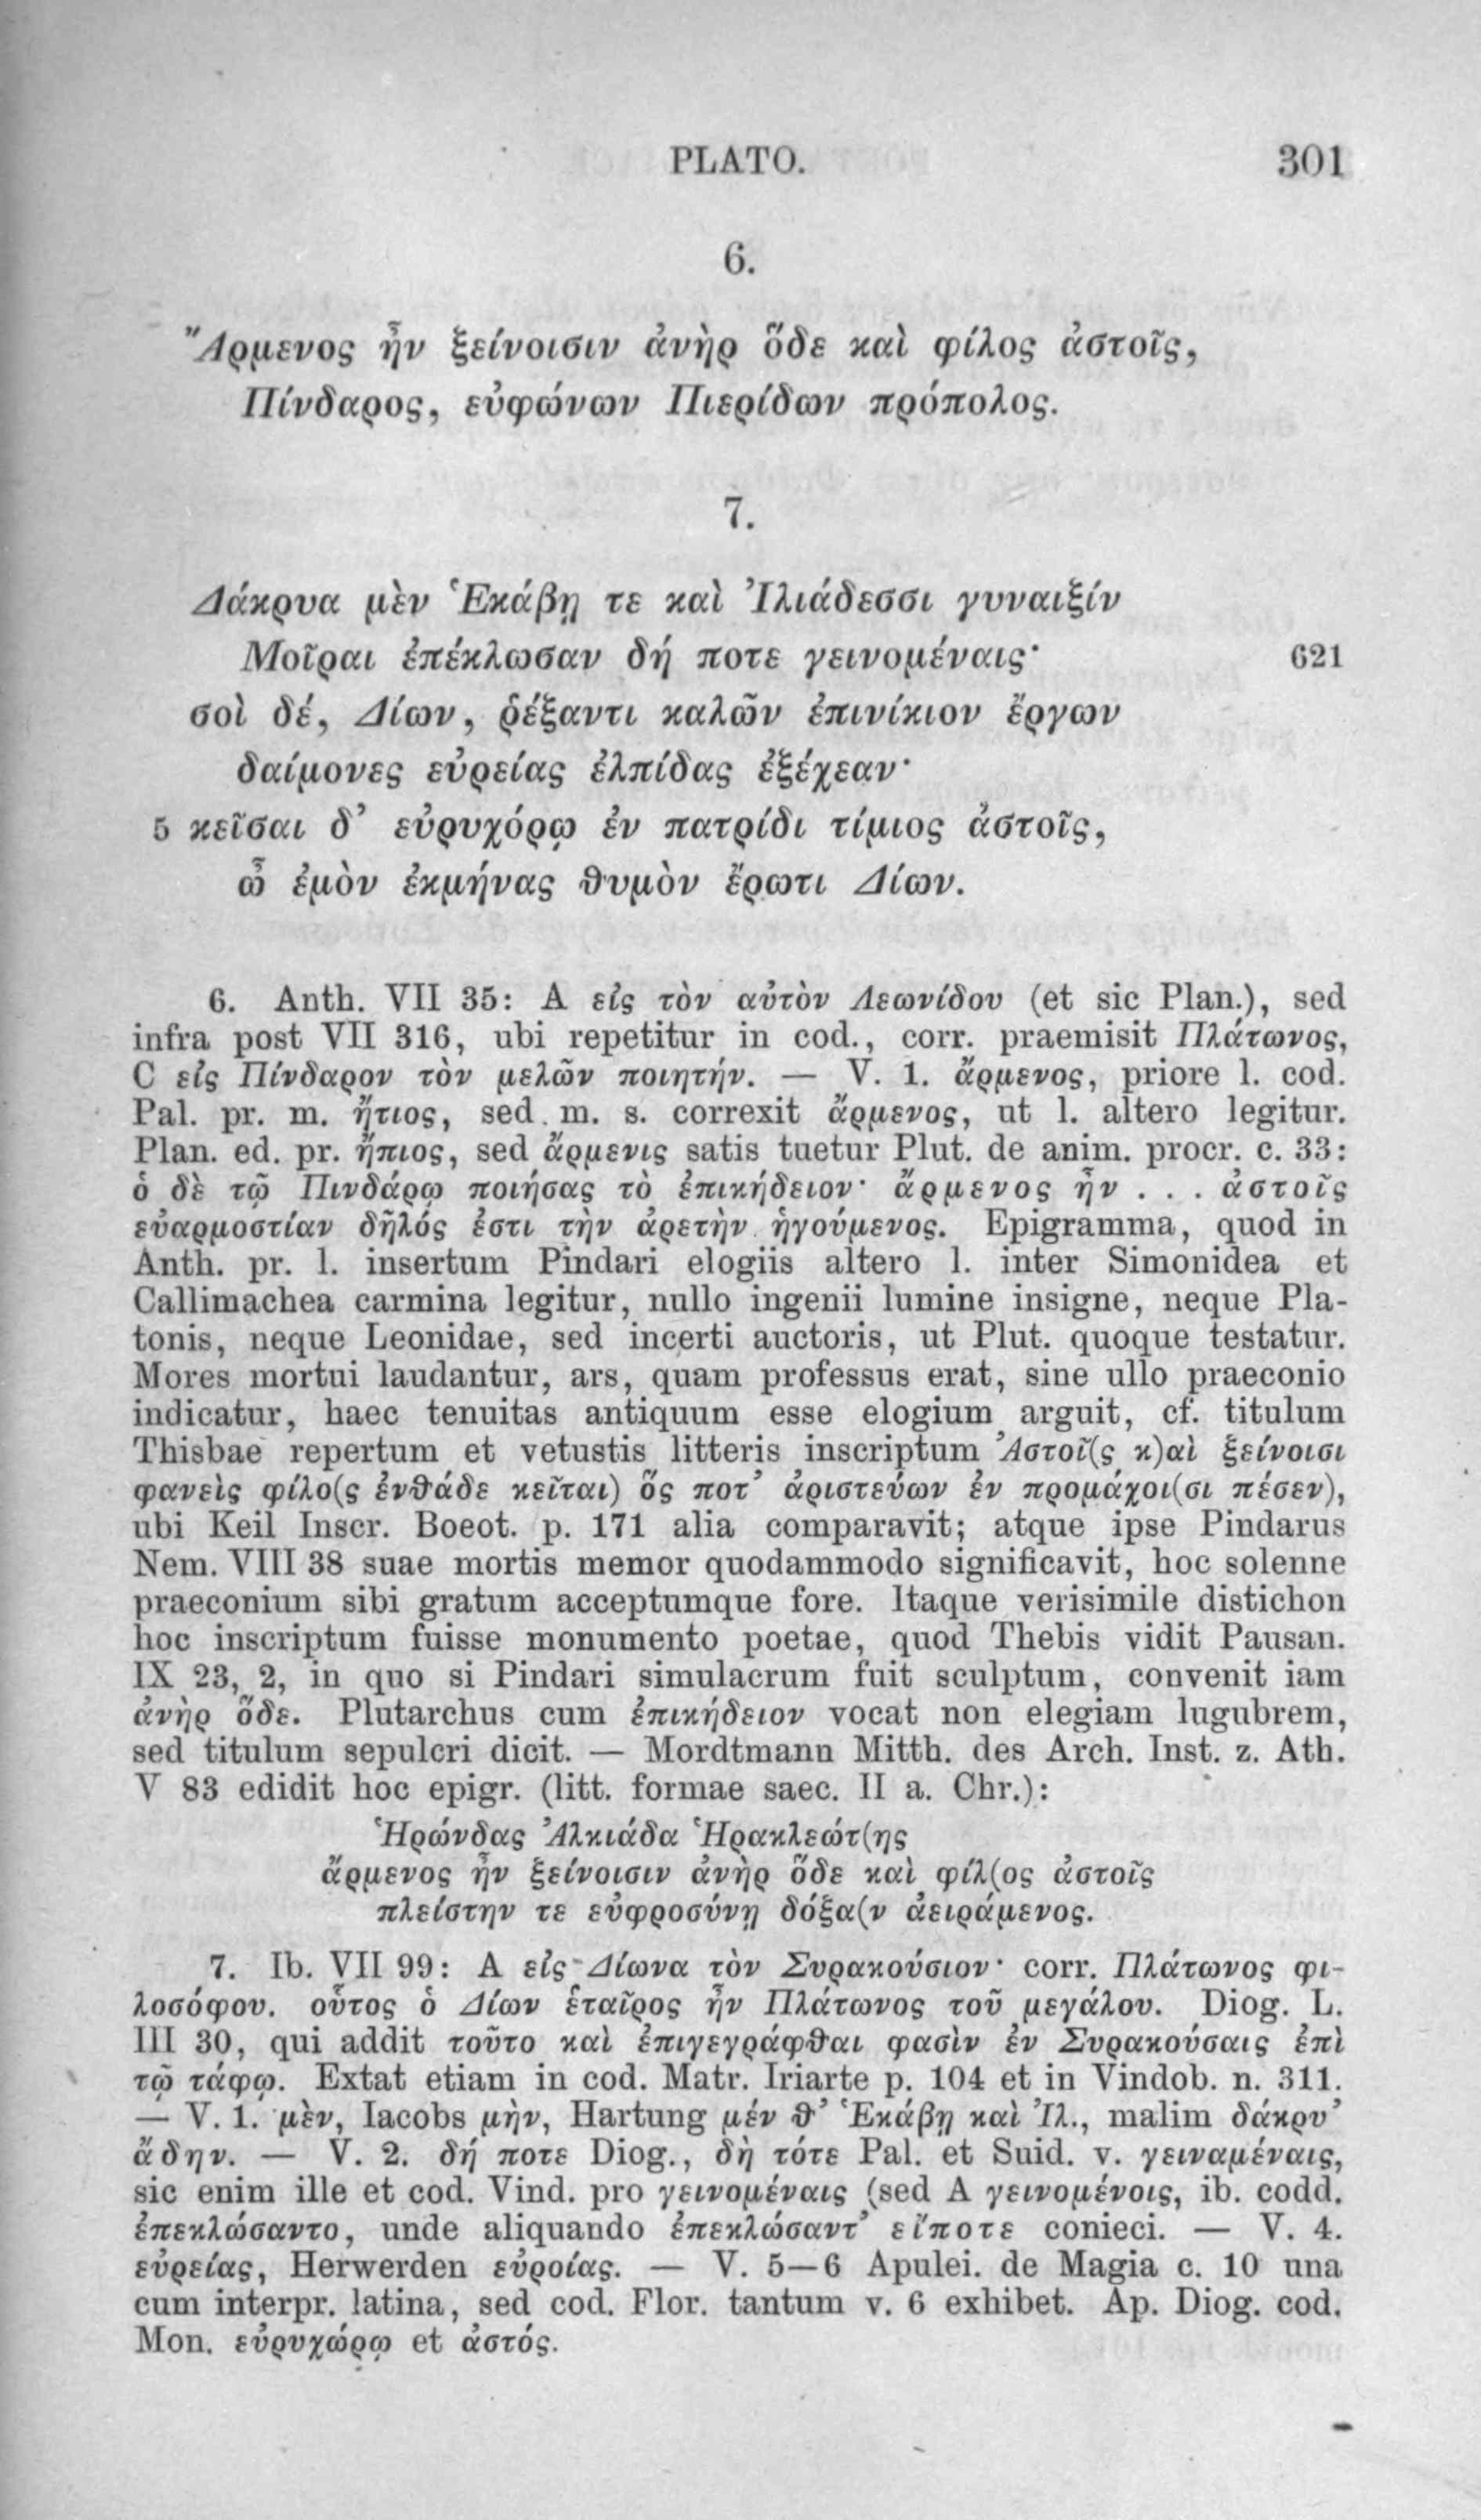 PLATO. 301
6.
Ἄρμενος ἦν ξείνοισιν ἀνὴρ ὅδε καὶ φίλος ἀστοῖς,
Πίνδαρος, εὐφώνων Πιερίδων πρόπολος.
7.
Δάκρυα μὲν Ἑκάβῃ τε καὶ Ἰλιάδεσσι γυναιξίν
Μοῖραι ἐπέκλωσαν δή ποτε γεινομέναις· 621
σοὶ δέ, Δίων, ῥέξαντι καλῶν ἐπινίκιον ἔργων
δαίμονες εὐρείας ἐλπίδας ἐξέχεαν·
5 κεῖσαι δ’ εὐρυχόρῳ ἐν πατρίδι τίμιος ἀστοῖς,
ὦ ἐμὸν ἐκμήνας θυμὸν ἔρωτι Δίων.
6. Anth. VII 35: A εἰς τὸν αὐτὸν Λεωνίδου (et sic Plan.), sed
infra post VII 316, ubi repetitur in cod., corr. praemisit Πλάτωνος,
C εἰς Πίνδαρον τὸν μελῶν ποιητήν. — V. 1. ἄρμενος, priore l. cod.
Pal. pr. m. ἤτιος, sed m. s. correxit ἄρμενος, ut l. altero legitur.
Plan. ed. pr. ἤπιος, sed ἄρμενις satis tuetur Plut. de anim. procr. c. 33:
ὁ δὲ τῷ Πινδάρῳ ποιήσας τὸ ἐπικήδειον· ἄρμενος ἦν . . . ἀστοῖς
εὐαρμοστίαν δῆλός ἐστι τὴν ἀρετὴν ἡγούμενος. Epigramma, quod in
Anth. pr. l. insertum Pindari elogiis altero l. inter Simonidea et
Callimachea carmina legitur, nullo ingenii lumine insigne, neque Pla-
tonis, neque Leonidae, sed incerti auctoris, ut Plut. quoque testatur.
Mores mortui laudantur, ars, quam professus erat, sine ullo praeconio
indicatur, haec tenuitas antiquum esse elogium arguit, cf. titulum
Thisbae repertum et vetustis litteris inscriptum Ἀστοῖ(ς κ)αὶ ξείνοισι
φανεὶς φίλο(ς ἐνθάδε κεῖται) ὅς ποτ’ ἀριστεύων ἐν προμάχοι(σι πέσεν),
ubi Keil Inscr. Boeot. p. 171 alia comparavit; atque ipse Pindarus
Nem. VIII 38 suae mortis memor quodammodo significavit, hoc solenne
praeconium sibi gratum acceptumque fore. Itaque verisimile distichon
hoc inscriptum fuisse monumento poetae, quod Thebis vidit Pausan.
IX 23, 2, in quo si Pindari simulacrum fuit sculptum, convenit iam
ἀνὴρ ὅδε. Plutarchus cum ἐπικήδειον vocat non elegiam lugubrem,
sed titulum sepulcri dicit. — Mordtmann Mitth. des Arch. Inst. z. Ath.
V 83 edidit hoc epigr. (litt. formae saec. II a. Chr.):
Ἡρώνδας Ἀλκιάδα Ἡρακλεώτ(ης
ἄρμενος ἦν ξείνοισιν ἀνὴρ ὅδε καὶ φίλ(ος ἀστοῖς
πλείστην τε εὐφροσύνῃ δόξα(ν ἀειράμενος.
7. Ib. VII 99: A εἰς Δίωνα τὸν Συρακούσιον· corr. Πλάτωνος φι-
λοσόφου. οὗτος ὁ Δίων ἑταῖρος ἦν Πλάτωνος τοῦ μεγάλου. Diog. L.
III 30, qui addit τοῦτο καὶ ἐπιγεγράφθαι φασὶν ἐν Συρακούσαις ἐπὶ
τῷ τάφῳ. Extat etiam in cod. Matr. Iriarte p. 104 et in Vindob. n. 311.
— V. 1. μὲν, Iacobs μὴν, Hartung μέν θ’ Ἑκάβῃ καὶ Ἰλ., malim δάκρυ’
ἄδην. — V. 2. δή ποτε Diog., δὴ τότε Pal. et Suid. v. γειναμέναις,
sic enim ille et cod. Vind. pro γεινομέναις (sed A γεινομένοις, ib. codd.
ἐπεκλώσαντο, unde aliquando ἐπεκλώσαντ’ εἴποτε conieci. — V. 4.
εὐρείας, Herwerden εὐροίας. — V. 5—6 Apulei. de Magia c. 10 una
cum interpr. latina, sed cod. Flor. tantum v. 6 exhibet. Ap. Diog. cod.
Mon. εὐρυχώρῳ et ἀστός.